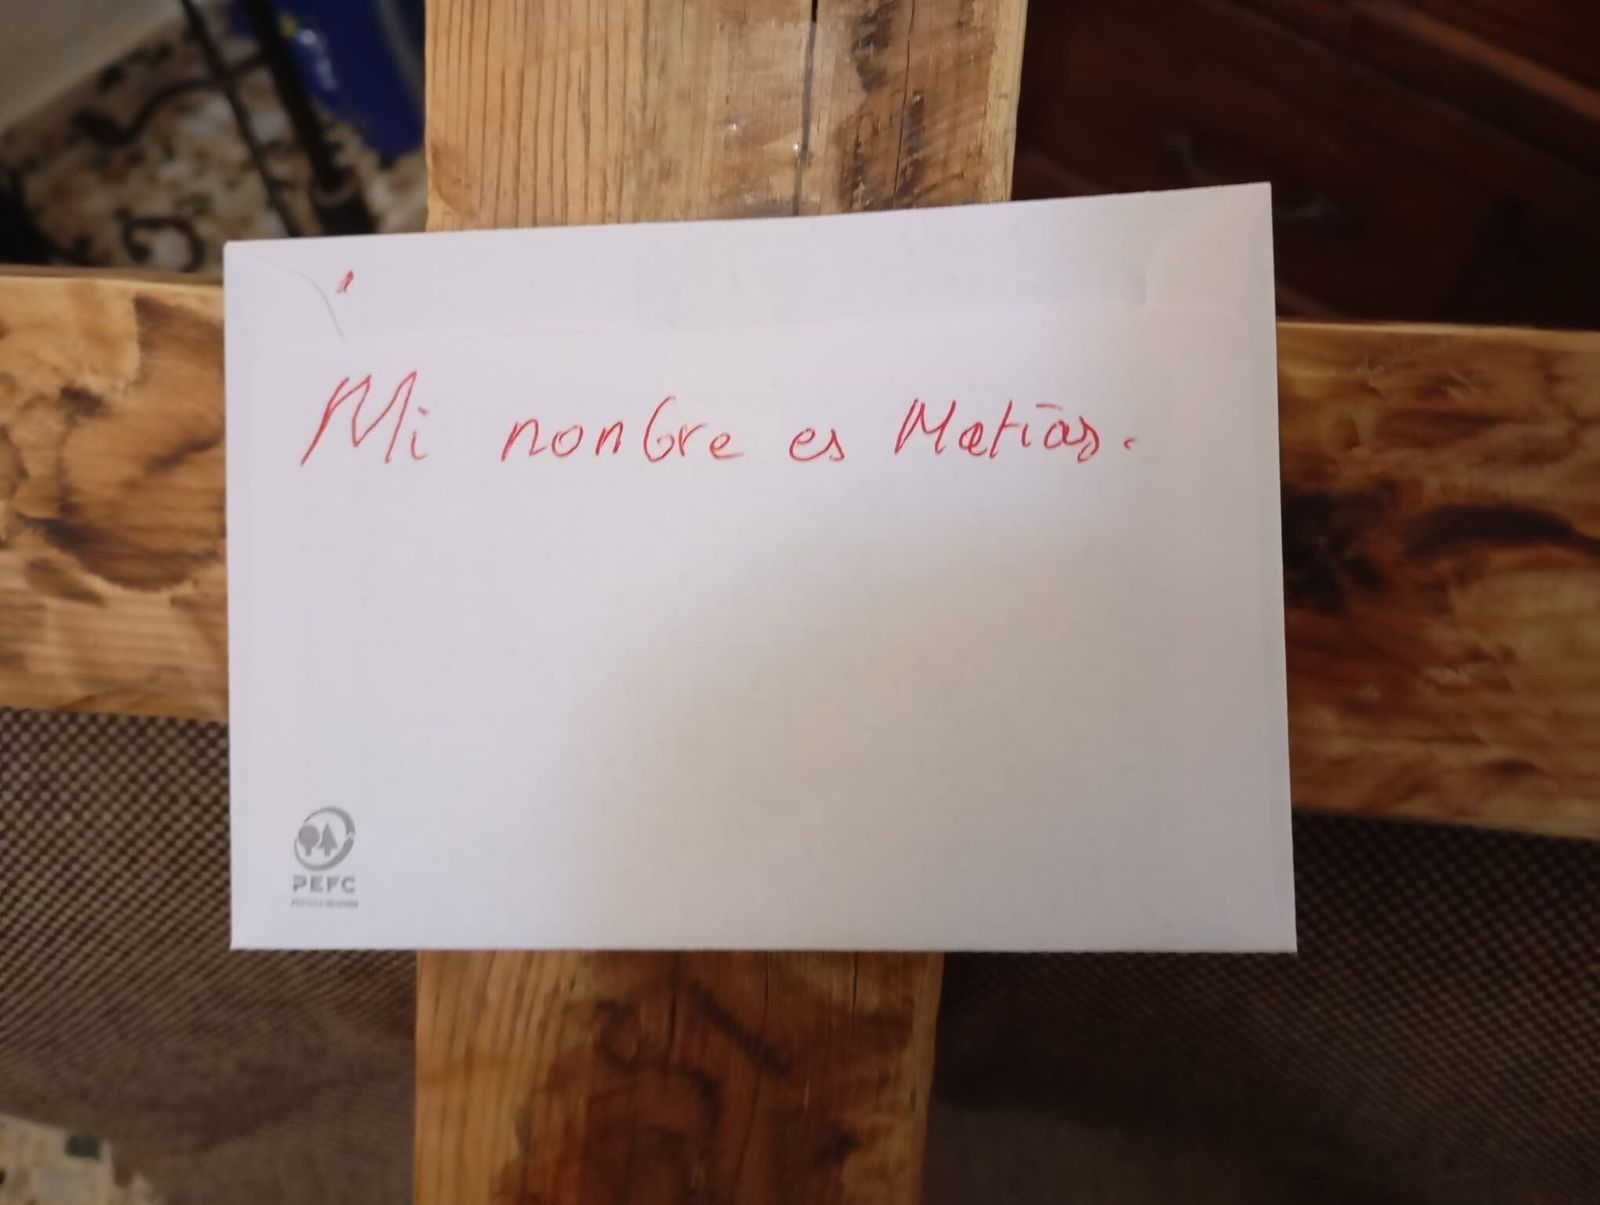 Mi nonbre es Matías.
PEFC